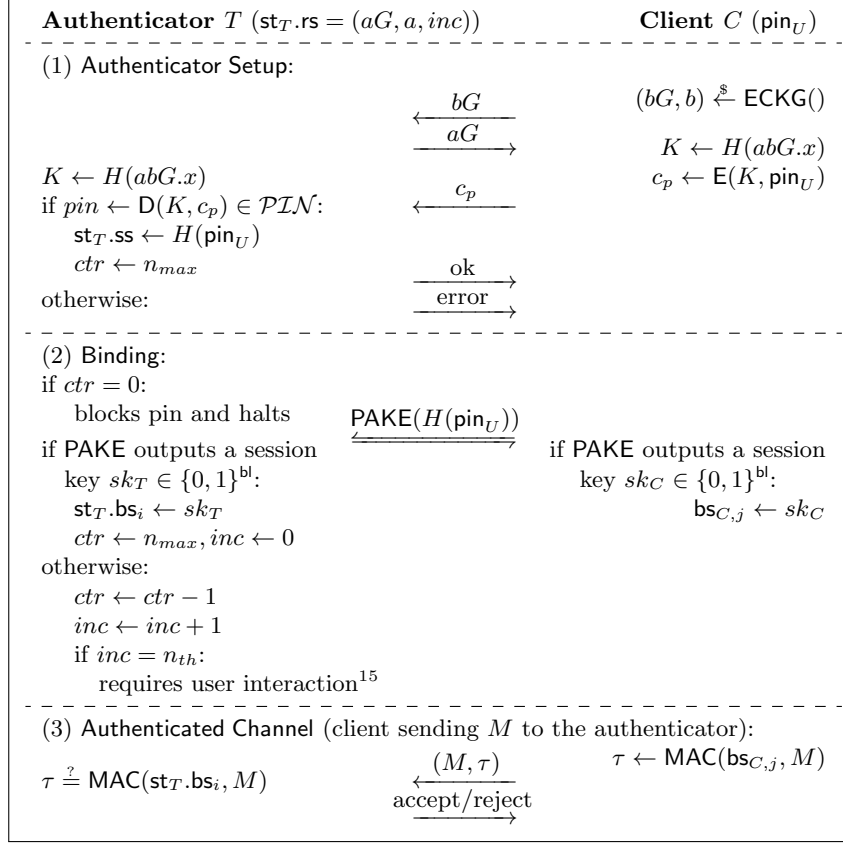 Authenticator T (st_T.rs = (aG, a, inc)) Client C (pin_U)
(1) Authenticator Setup:
bG (bG, b) ←$ ECKG()
aG K ← H(abG.x)
K ← H(abG.x) c_p ← E(K, pin_U)
if pin ← D(K, c_p) ∈ PIN: c_p
st_T.ss ← H(pin_U)
ctr ← n_max ok
otherwise: error
(2) Binding:
if ctr = 0:
blocks pin and halts PAKE(H(pin_U))
if PAKE outputs a session if PAKE outputs a session
key sk_T ∈ {0, 1}^bl: key sk_C ∈ {0, 1}^bl:
st_T.bs_i ← sk_T bs_{C,j} ← sk_C
ctr ← n_max, inc ← 0
otherwise:
ctr ← ctr − 1
inc ← inc + 1
if inc = n_th:
requires user interaction^15
(3) Authenticated Channel (client sending M to the authenticator):
(M, τ) τ ← MAC(bs_{C,j}, M)
τ ≟ MAC(st_T.bs_i, M)
accept/reject